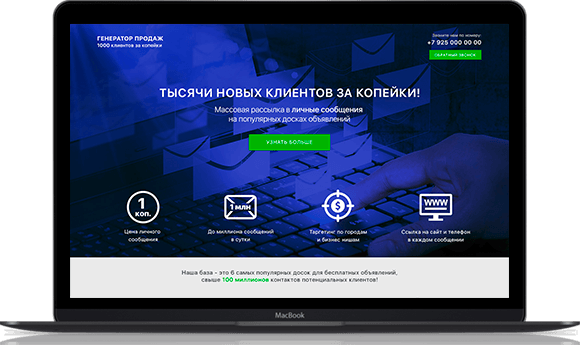 ГЕНЕРАТОР ПРОДАЖ
1000 клиентов за копейки
Звоните нам по номеру:
+7 925 000 00 00
ОБРАТНЫЙ ЗВОНОК
ТЫСЯЧИ НОВЫХ КЛИЕНТОВ ЗА КОПЕЙКИ!
Массовая рассылка в личные сообщения
на популярных досках объявлений
УЗНАТЬ БОЛЬШЕ
1
коп.
1 млн
$
www
Цена личного
сообщения
До миллиона сообщений
в сутки
Таргетинг по городам
и бизнес нишам
Ссылка на сайт и телефон
в каждом сообщении
Наша база - это 6 самых популярных досок для бесплатных объявлений,
свыше 100 миллионов контактов потенциальных клиентов!
MacBook